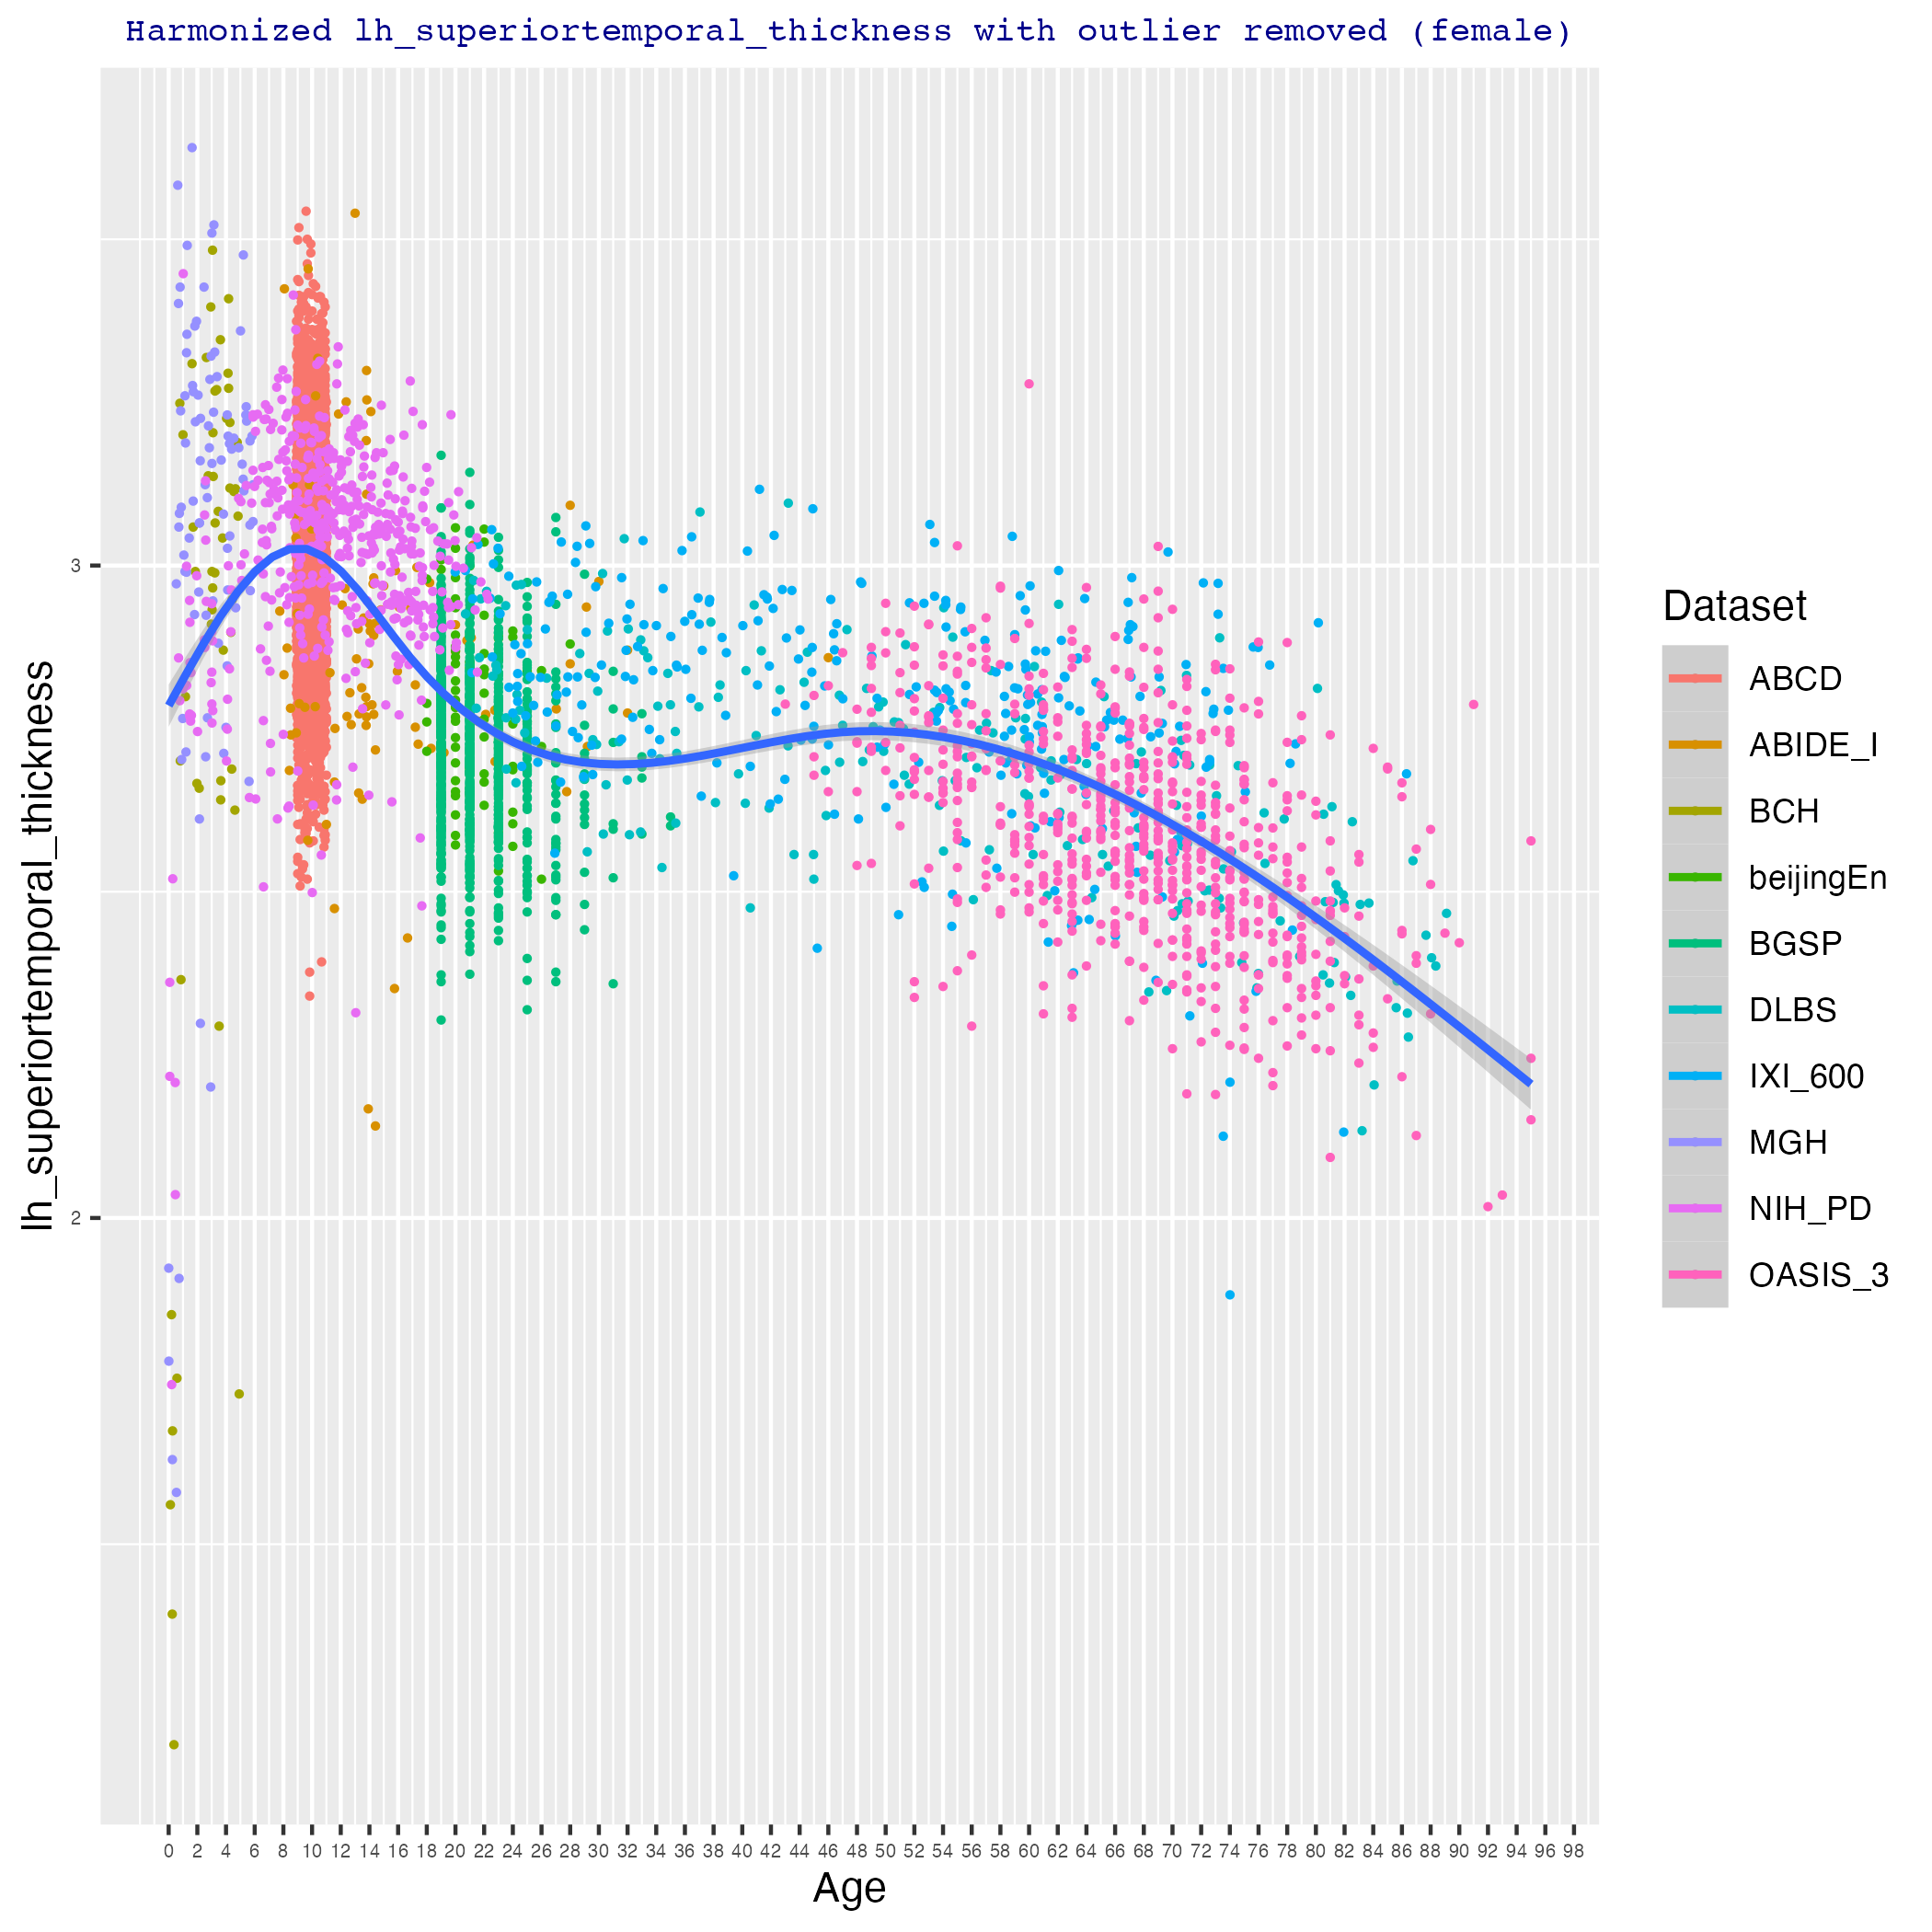 Harmonized lh_superiortemporal_thickness with outlier removed (female)
lh_superiortemporal_thickness
3
2
0 2 4 6 8 10 12 14 16 18 20 22 24 26 28 30 32 34 36 38 40 42 44 46 48 50 52 54 56 58 60 62 64 66 68 70 72 74 76 78 80 82 84 86 88 90 92 94 96 98
Age
Dataset
ABCD
ABIDE_I
BCH
beijingEn
BGSP
DLBS
IXI_600
MGH
NIH_PD
OASIS_3